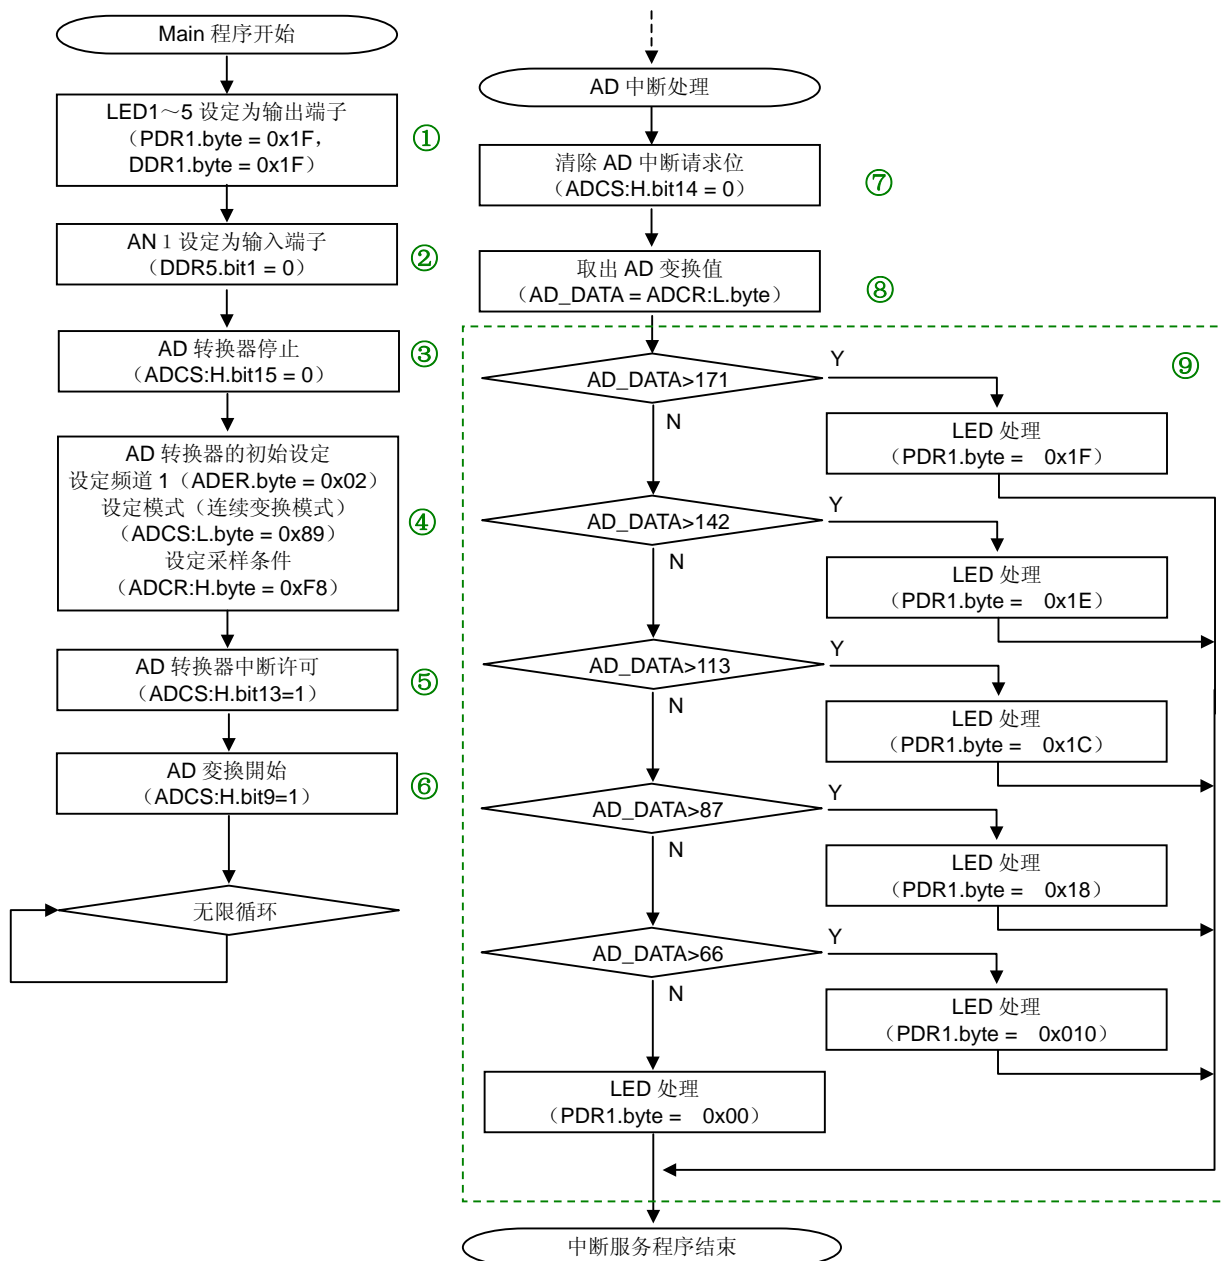 Main 程序开始
LED1～5 设定为输出端子
（PDR1.byte = 0x1F，
DDR1.byte = 0x1F）
①
AN１设定为输入端子
（DDR5.bit1 = 0）
②
AD 转换器停止
（ADCS:H.bit15 = 0）
③
AD 转换器的初始设定
设定频道 1（ADER.byte = 0x02）
设定模式（连续变换模式）
（ADCS:L.byte = 0x89）
设定采样条件
（ADCR:H.byte = 0xF8）
④
AD 转换器中断许可
（ADCS:H.bit13=1）
⑤
AD 变换開始
（ADCS:H.bit9=1）
⑥
无限循环
AD 中断处理
清除 AD 中断请求位
（ADCS:H.bit14 = 0）
⑦
取出 AD 变换值
（AD_DATA = ADCR:L.byte）
⑧
⑨
AD_DATA>171
Y
N
LED 处理
（PDR1.byte = 0x1F）
AD_DATA>142
Y
N
LED 处理
（PDR1.byte = 0x1E）
AD_DATA>113
Y
N
LED 处理
（PDR1.byte = 0x1C）
AD_DATA>87
Y
N
LED 处理
（PDR1.byte = 0x18）
AD_DATA>66
Y
N
LED 处理
（PDR1.byte = 0x010）
LED 处理
（PDR1.byte = 0x00）
中断服务程序结束